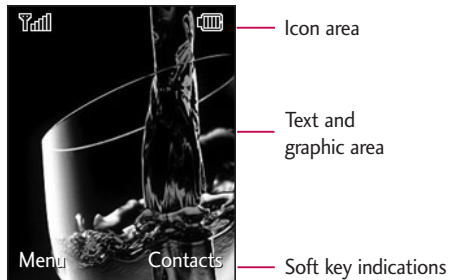 Icon area
Text and
graphic area
Menu Contacts
Soft key indications